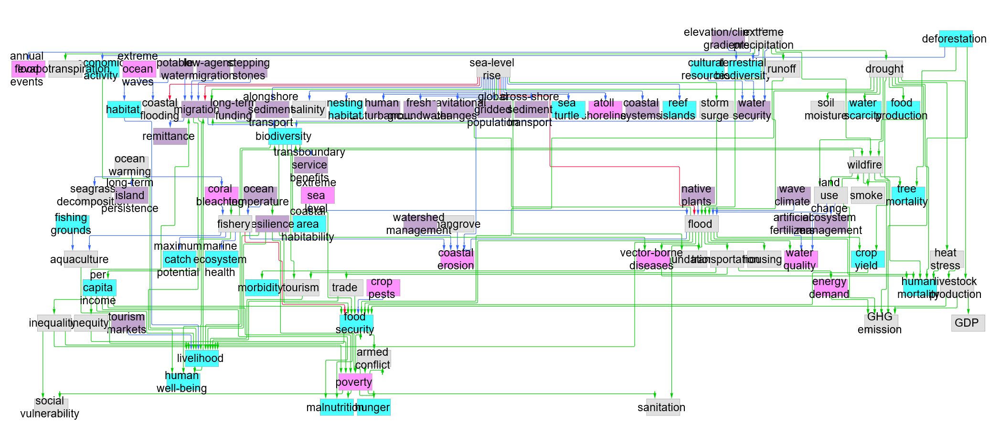 elevation/climate
gradients
extreme
precipitation
deforestation
annual
flood
events
evapotranspiration
economic
activity
extreme
ocean
waves
potable
water
low-agency
migration
stepping
stones
sea-level
rise
cultural
resources
terrestrial
biodiversity
runoff
drought
habitat
coastal
flooding
migration
long-term
funding
alongshore
sediment
transport
salinity
nesting
habitat
human
disturbance
fresh
groundwater
gravitational
changes
global
gridded
population
cross-shore
sediment
transport
sea
turtle
atoll
shoreline
coastal
systems
reef
islands
storm
surge
water
security
soil
moisture
water
scarcity
food
production
remittance
biodiversity
ocean
warming
transboundary
service
benefits
wildfire
seagrass
decomposition
long-term
island
persistence
coral
bleaching
ocean
temperature
extreme
sea
level
native
plants
wave
climate
land
use
change
smoke
tree
mortality
fishing
grounds
fishery
resilience
coastal
area
habitability
watershed
management
mangrove
flood
artificial
fertilizers
ecosystem
management
aquaculture
maximum
catch
potential
marine
ecosystem
health
coastal
erosion
vector-borne
diseases
transportation
housing
water
quality
crop
yield
heat
stress
per
capita
income
morbidity
tourism
trade
crop
pests
energy
demand
human
mortality
livestock
production
inequality
inequity
tourism
markets
food
security
GHG
emission
GDP
livelihood
armed
conflict
human
well-being
poverty
social
vulnerability
malnutrition
hunger
sanitation